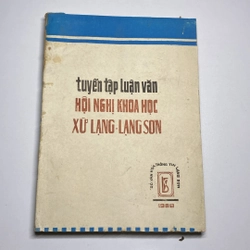 tuyển tập luận văn
HỘI NGHỊ KHOA HỌC
XỨ LẠNG-LẠNG SƠN